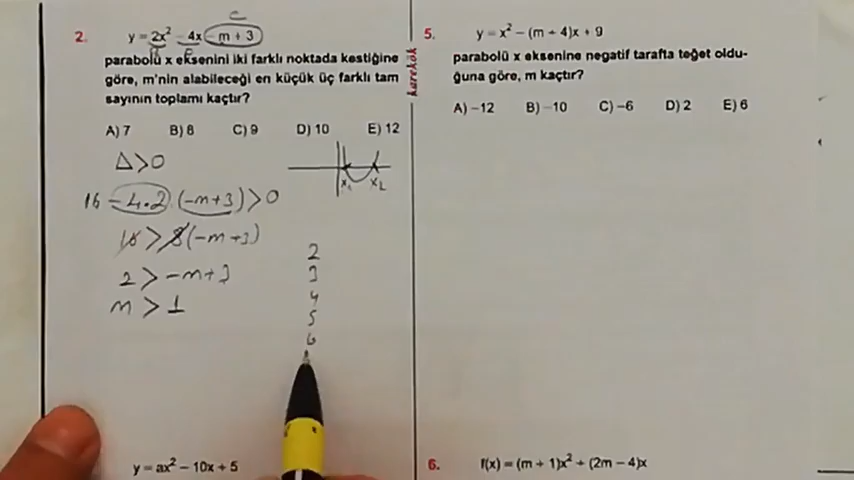 2. y = 2x² - 4x - m + 3
c
a
parabolü x eksenini iki farklı noktada kestiğine
göre, m'nin alabileceği en küçük üç farklı tam
sayının toplamı kaçtır?
A) 7 B) 8 C) 9 D) 10 E) 12
Δ > 0
16 - 4.2 (-m+3) > 0
16 > 8(-m+3)
2 > -m+3
m > 1
x₁ x₂
2
3
4
5
6
y = ax² - 10x + 5
karekök
5. y = x² - (m + 4)x + 9
parabolü x eksenine negatif tarafta teğet oldu-
ğuna göre, m kaçtır?
A) -12 B) -10 C) -6 D) 2 E) 6
6. f(x) = (m + 1)x² + (2m - 4)x